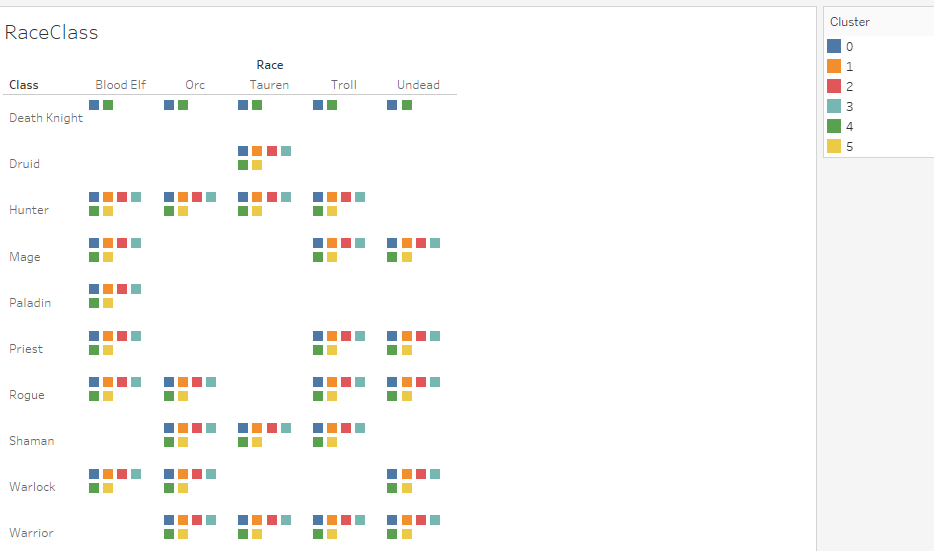 RaceClass
Race
Class Blood Elf Orc Tauren Troll Undead
Death Knight
Druid
Hunter
Mage
Paladin
Priest
Rogue
Shaman
Warlock
Warrior
Cluster
0
1
2
3
4
5